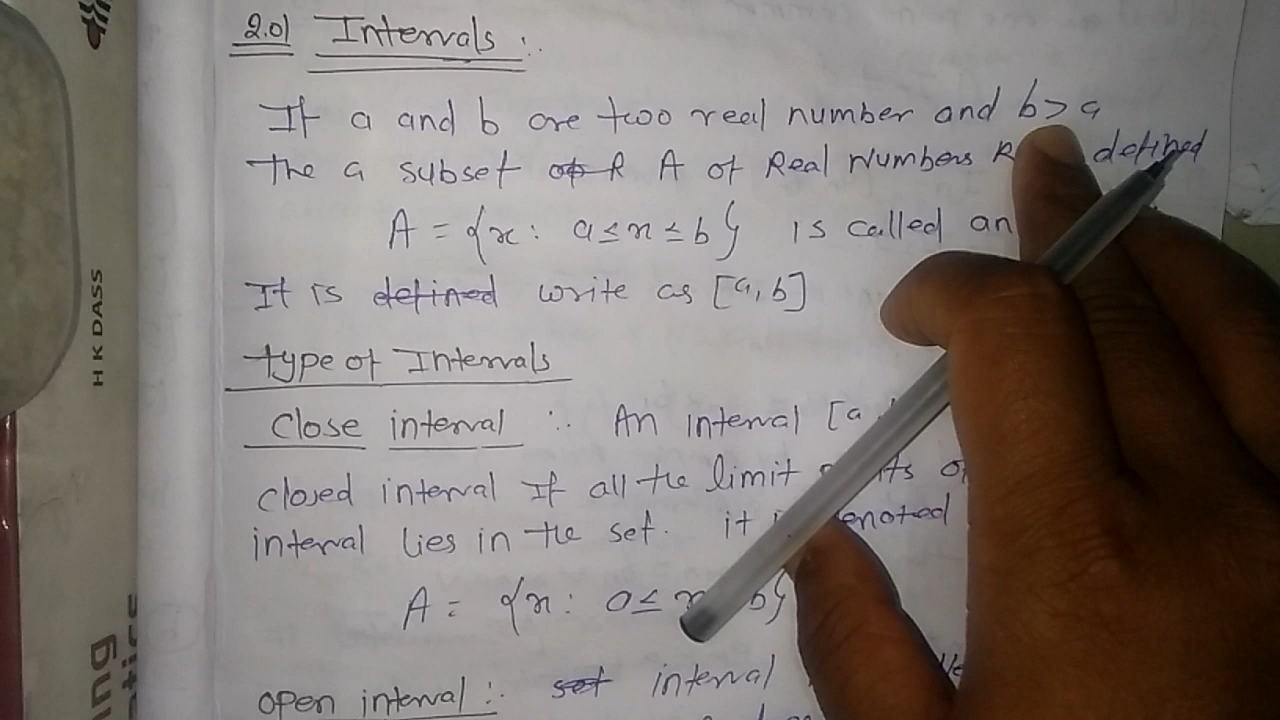 2.01 Intervals :.
If a and b are two real number and b > a
The a subset of R A of Real Numbers R defined
A = {x : a ≤ x ≤ b} is called an
It is defined write as [a, b]
Type of Intervals
Close interval :. An interval [a
closed interval If all the limit of
interval lies in the set. it denoted
A = {x : a ≤ x b}
open interval :. set interval
H K DASS